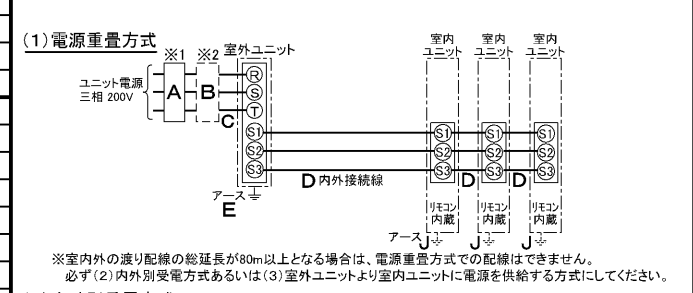 (1)電源重畳方式
※1 ※2 室外ユニット
室内ユニット 室内ユニット 室内ユニット
ユニット電源
三相 200V
A B
R
S
T
C
S1 S1 S1 S1
S2 S2 S2 S2
S3 S3 S3 S3
D 内外接続線 D D
アース
E
リモコン内蔵 リモコン内蔵 リモコン内蔵
アース J J J
※室内外の渡り配線の総延長が80m以上となる場合は、電源重畳方式での配線はできません。
必ず(2)内外別受電方式あるいは(3)室外ユニットより室内ユニットに電源を供給する方式にしてください。